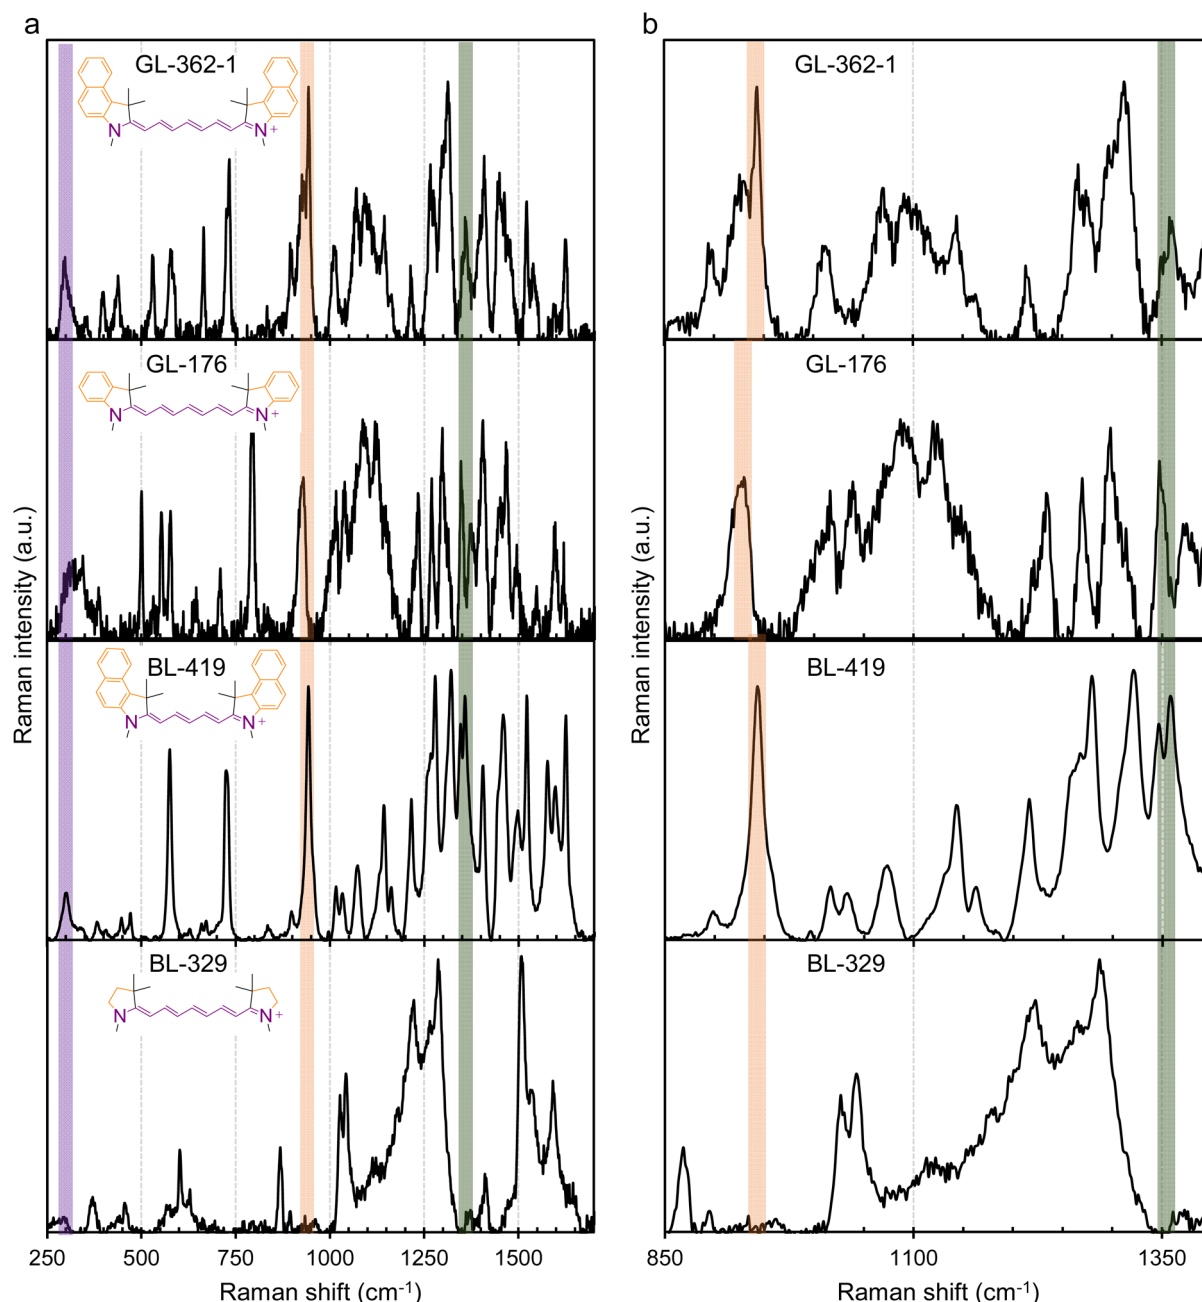 a
b
GL-362-1
N
N
+
GL-362-1
GL-176
N
N
+
GL-176
BL-419
N
N
+
BL-419
BL-329
N
N
+
BL-329
Raman intensity (a.u.)
Raman intensity (a.u.)
250 500 750 1000 1250 1500
850 1100 1350
Raman shift (cm⁻¹)
Raman shift (cm⁻¹)